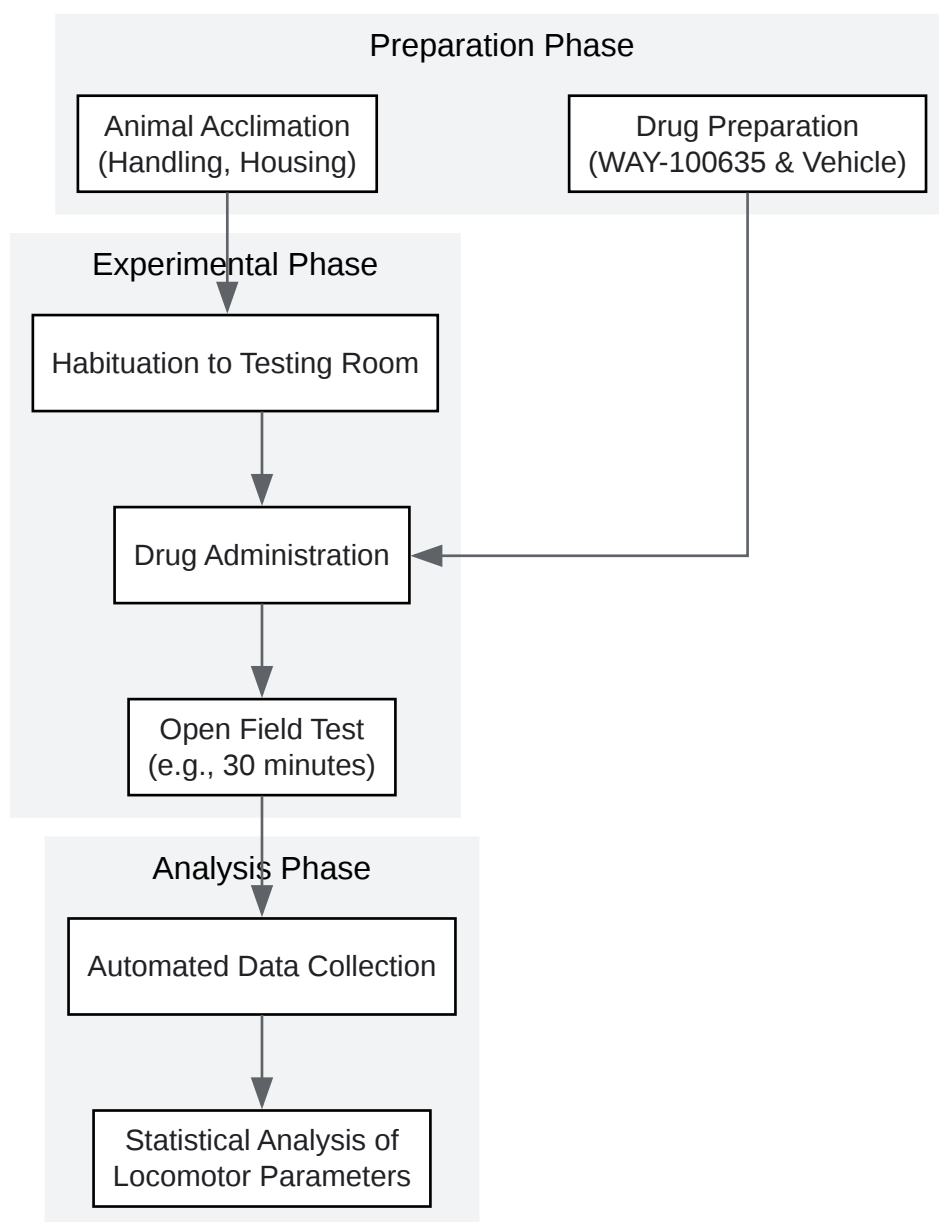 Preparation Phase
Animal Acclimation
(Handling, Housing)
Drug Preparation
(WAY-100635 & Vehicle)
Experimental Phase
Habituation to Testing Room
Drug Administration
Open Field Test
(e.g., 30 minutes)
Analysis Phase
Automated Data Collection
Statistical Analysis of
Locomotor Parameters